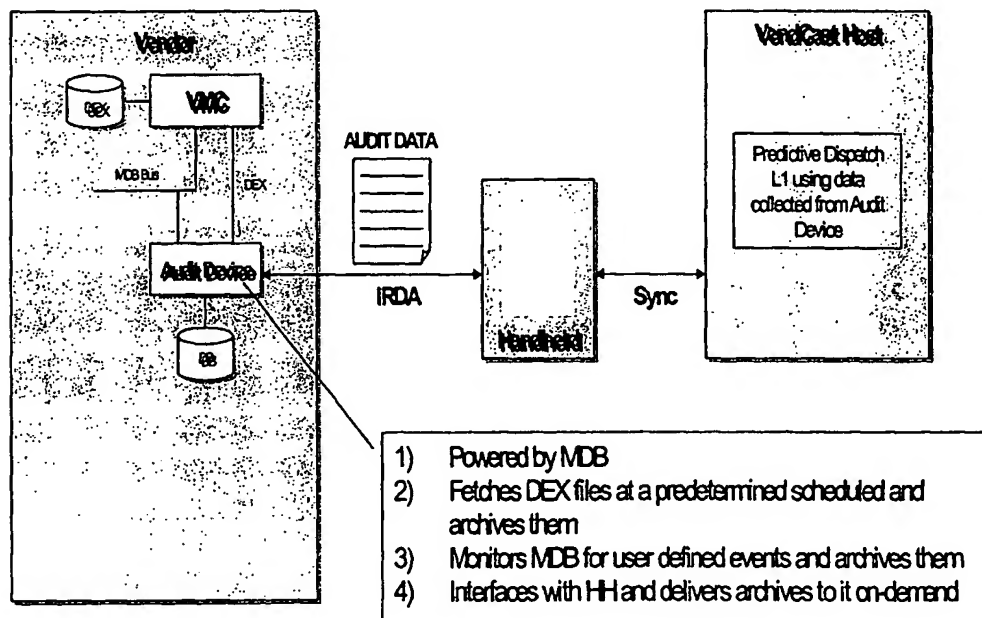 Vendor
VMC
DEX
MDB Bus
DEX
Audit Device
DB
AUDIT DATA
IRDA
Handheld
Sync
VendCast Host
Predictive Dispatch
L1 using data
collected from Audit
Device
1) Powered by MDB
2) Fetches DEX files at a predetermined scheduled and
archives them
3) Monitors MDB for user defined events and archives them
4) Interfaces with HH and delivers archives to it on-demand